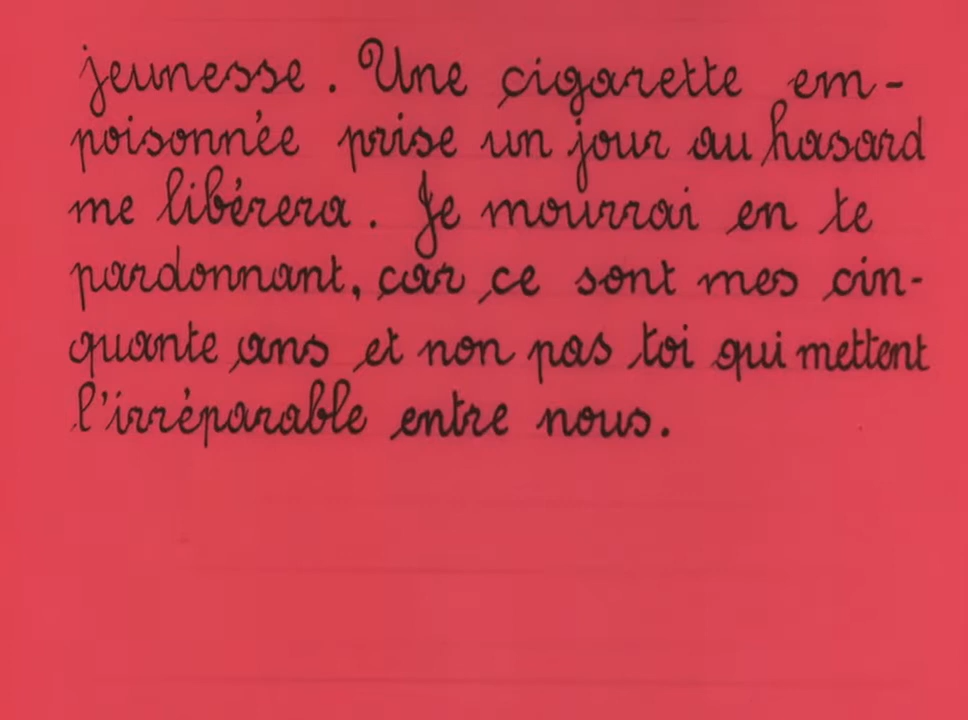 jeunesse. Une cigarette em-
poisonnée prise un jour au hasard
me libérera. Je mourrai en te
pardonnant, car ce sont mes cin-
quante ans et non pas toi qui mettent
l'irréparable entre nous.